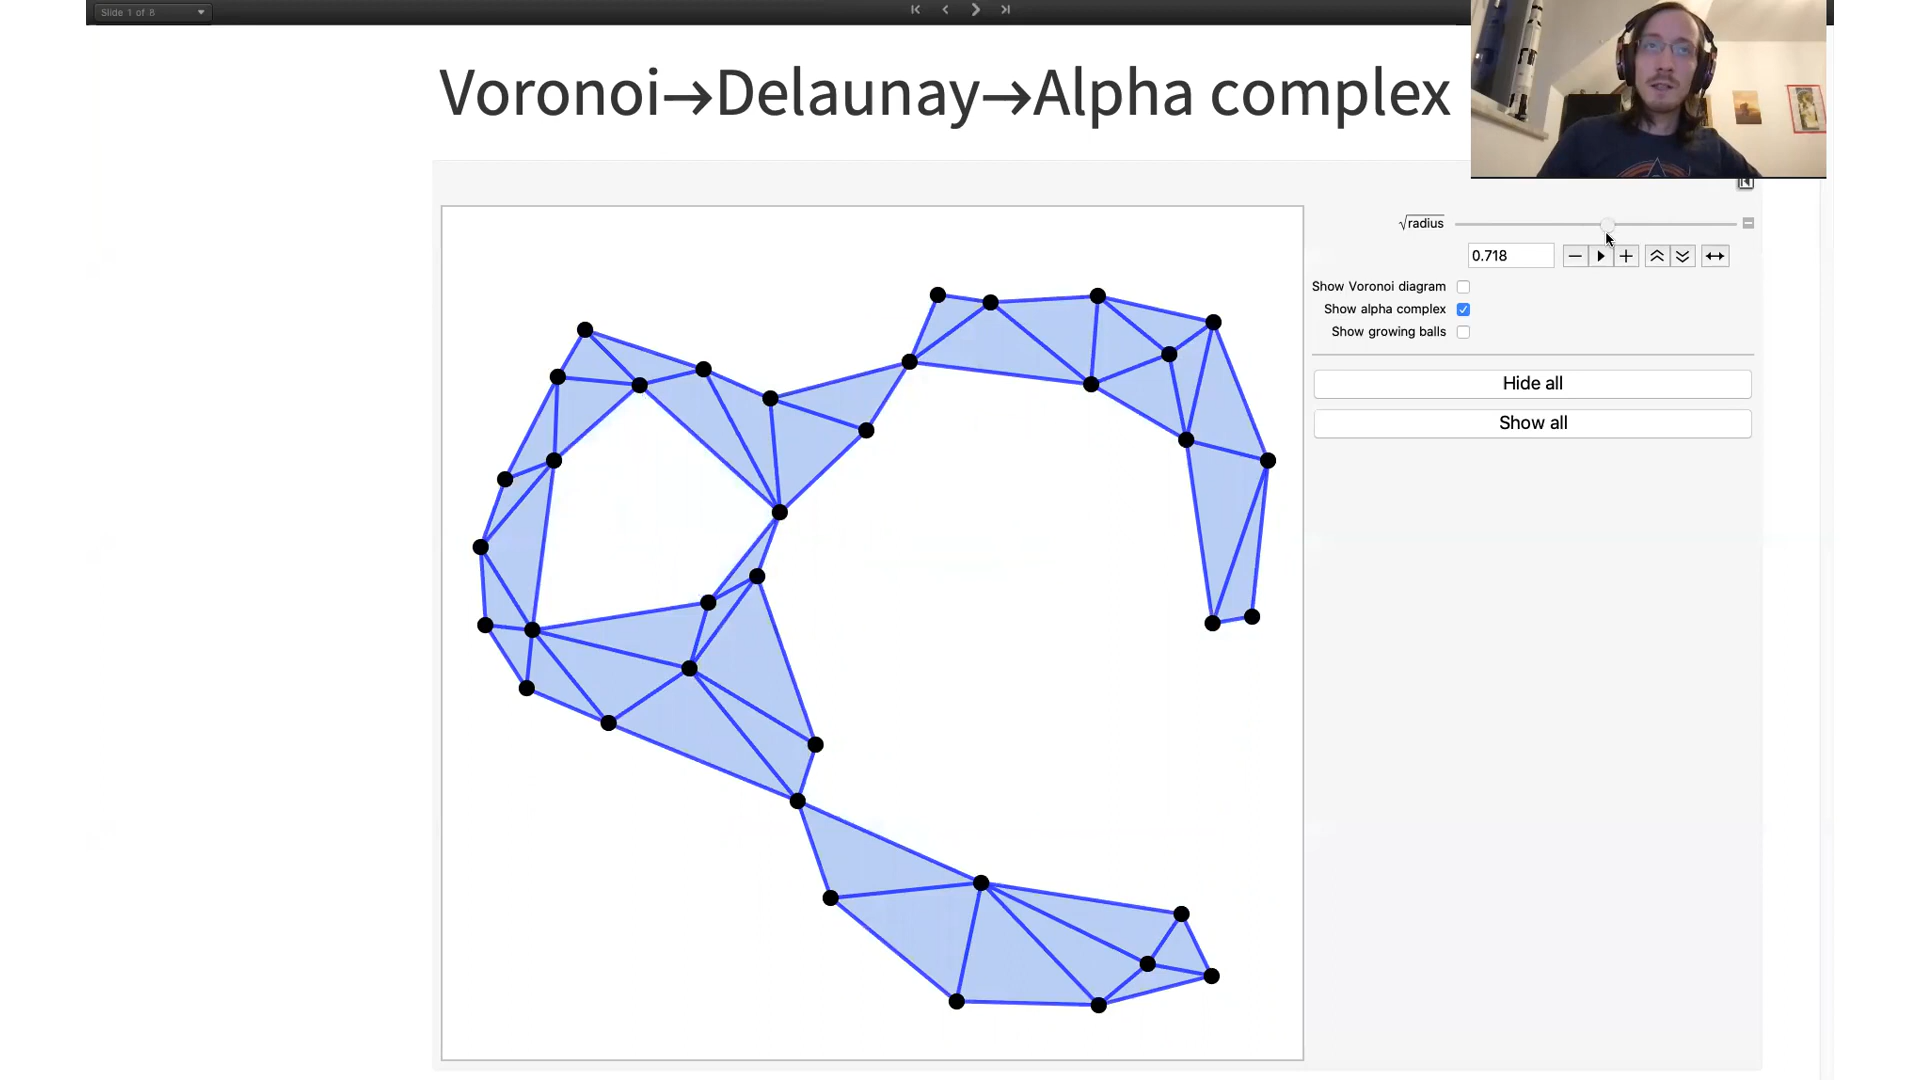 Slide 1 of 8
Voronoi→Delaunay→Alpha complex
√radius
0.718
Show Voronoi diagram
Show alpha complex
Show growing balls
Hide all
Show all